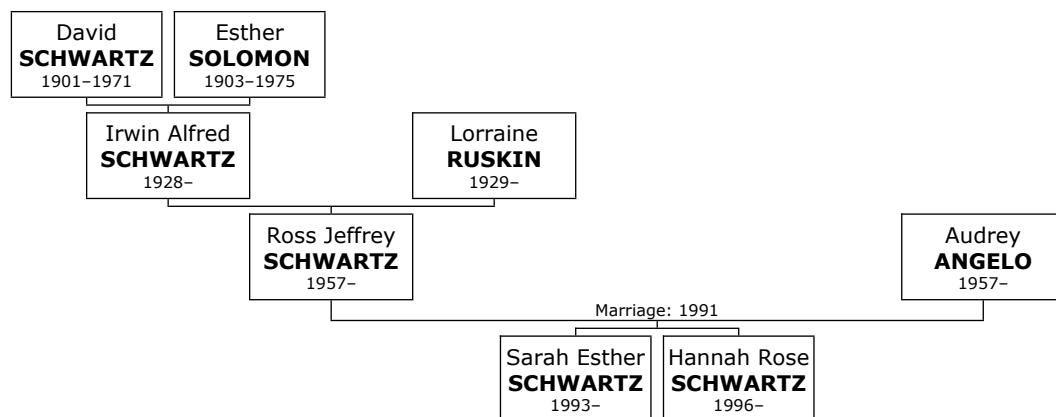 David
SCHWARTZ
1901–1971
Esther
SOLOMON
1903–1975
Irwin Alfred
SCHWARTZ
1928–
Lorraine
RUSKIN
1929–
Ross Jeffrey
SCHWARTZ
1957–
Audrey
ANGELO
1957–
Marriage: 1991
Sarah Esther
SCHWARTZ
1993–
Hannah Rose
SCHWARTZ
1996–